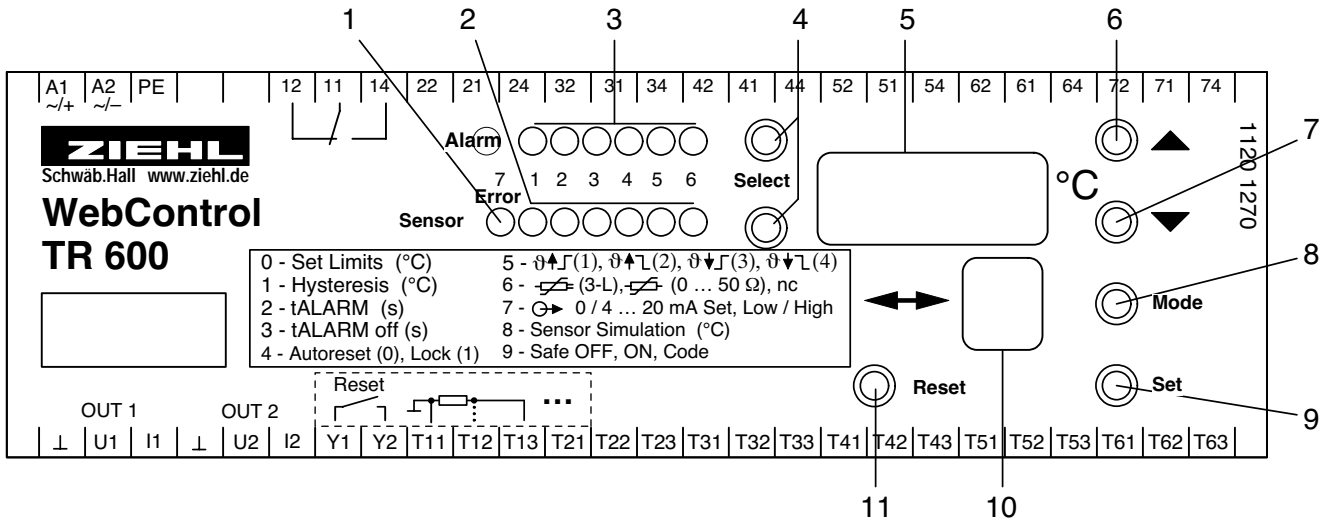 1 2 3 4 5 6
A1 A2 PE 12 11 14 22 21 24 32 31 34 42 41 44 52 51 54 62 61 64 72 71 74
~/+ ~/–
ZIEHL
Schwäb.Hall www.ziehl.de
WebControl
TR 600
Alarm
7 1 2 3 4 5 6
Error
Sensor
Select
°C
1120 1270
7
0 - Set Limits (°C)
1 - Hysteresis (°C)
2 - tALARM (s)
3 - tALARM off (s)
4 - Autoreset (0), Lock (1)
5 - ϑ↑⎍(1), ϑ↑⎍(2), ϑ↓⎍(3), ϑ↓⎍(4)
6 - (3-L), (0 … 50 Ω), nc
7 - 0 / 4 … 20 mA Set, Low / High
8 - Sensor Simulation (°C)
9 - Safe OFF, ON, Code
Mode
8
Reset
Set
9
Reset
...
OUT 1 OUT 2
⊥ U1 I1 ⊥ U2 I2 Y1 Y2 T11 T12 T13 T21 T22 T23 T31 T32 T33 T41 T42 T43 T51 T52 T53 T61 T62 T63
11 10